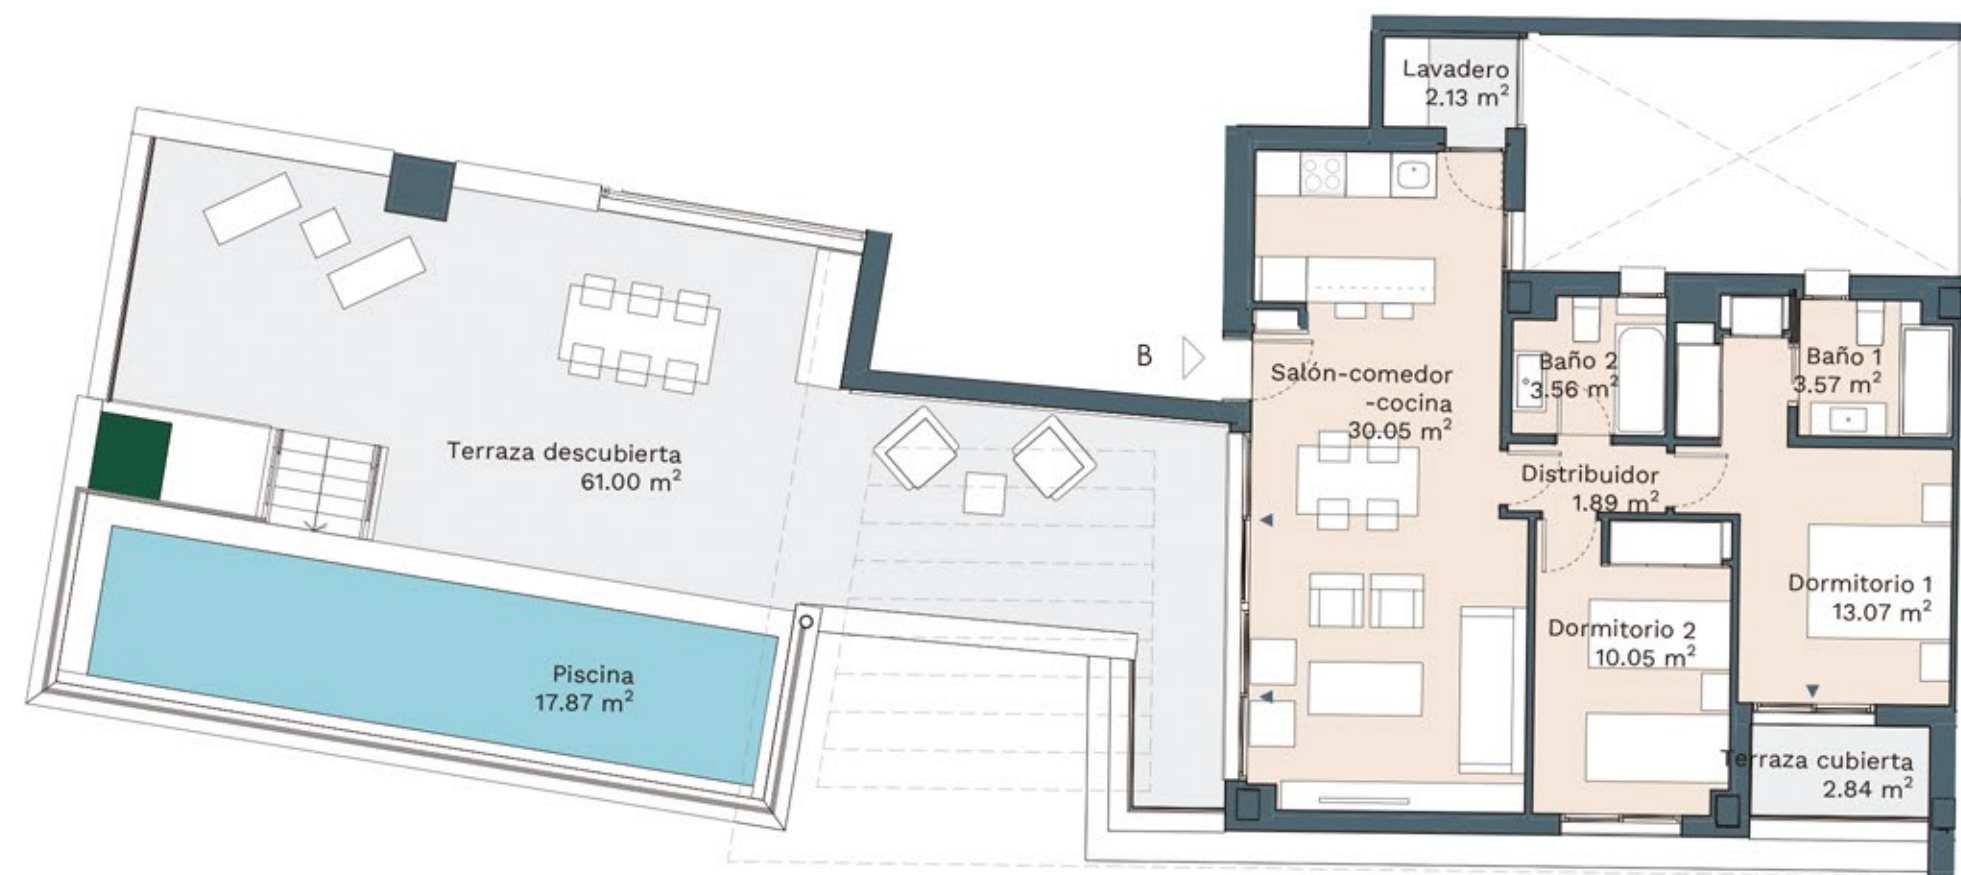 Lavadero
2.13 m²
B
Salón-comedor
-cocina
30.05 m²
Baño 2
3.56 m²
Baño 1
3.57 m²
Terraza descubierta
61.00 m²
Distribuidor
1.89 m²
Dormitorio 1
13.07 m²
Dormitorio 2
10.05 m²
Piscina
17.87 m²
Terraza cubierta
2.84 m²